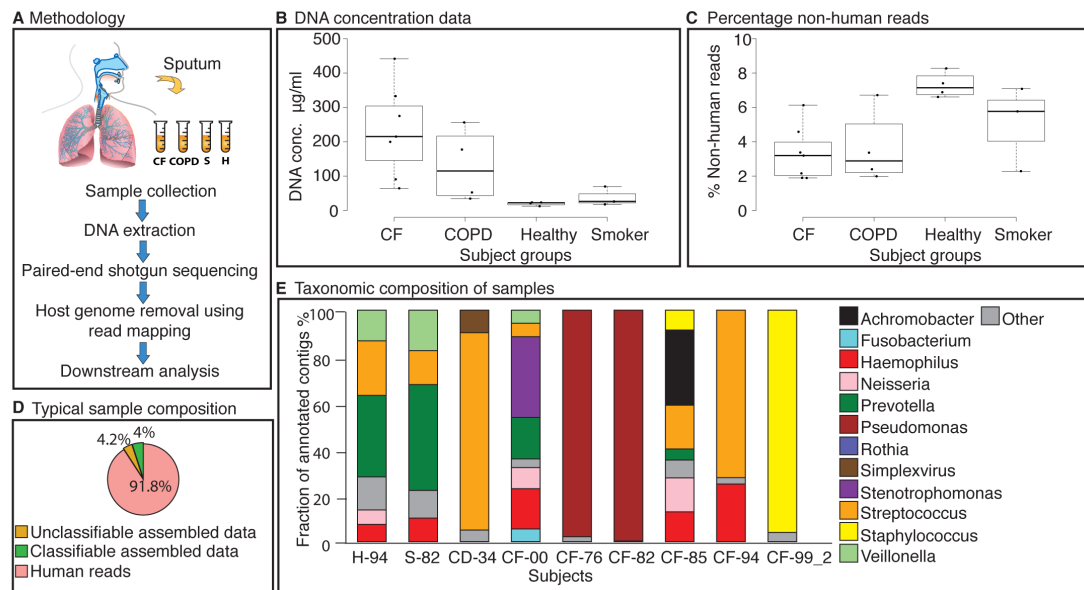 A Methodology
Sputum
CF COPD S H
Sample collection
DNA extraction
Paired-end shotgun sequencing
Host genome removal using
read mapping
Downstream analysis
B DNA concentration data
DNA conc. µg/ml
500
400
300
200
100
0
CF COPD Healthy Smoker
Subject groups
C Percentage non-human reads
% Non-human reads
10
8
6
4
2
0
CF COPD Healthy Smoker
Subject groups
D Typical sample composition
4.2% 4%
91.8%
Unclassifiable assembled data
Classifiable assembled data
Human reads
E Taxonomic composition of samples
Fraction of annotated contigs %
100
80
60
40
20
0
H-94 S-82 CD-34 CF-00 CF-76 CF-82 CF-85 CF-94 CF-99_2
Subjects
Achromobacter Other
Fusobacterium
Haemophilus
Neisseria
Prevotella
Pseudomonas
Rothia
Simplexvirus
Stenotrophomonas
Streptococcus
Staphylococcus
Veillonella